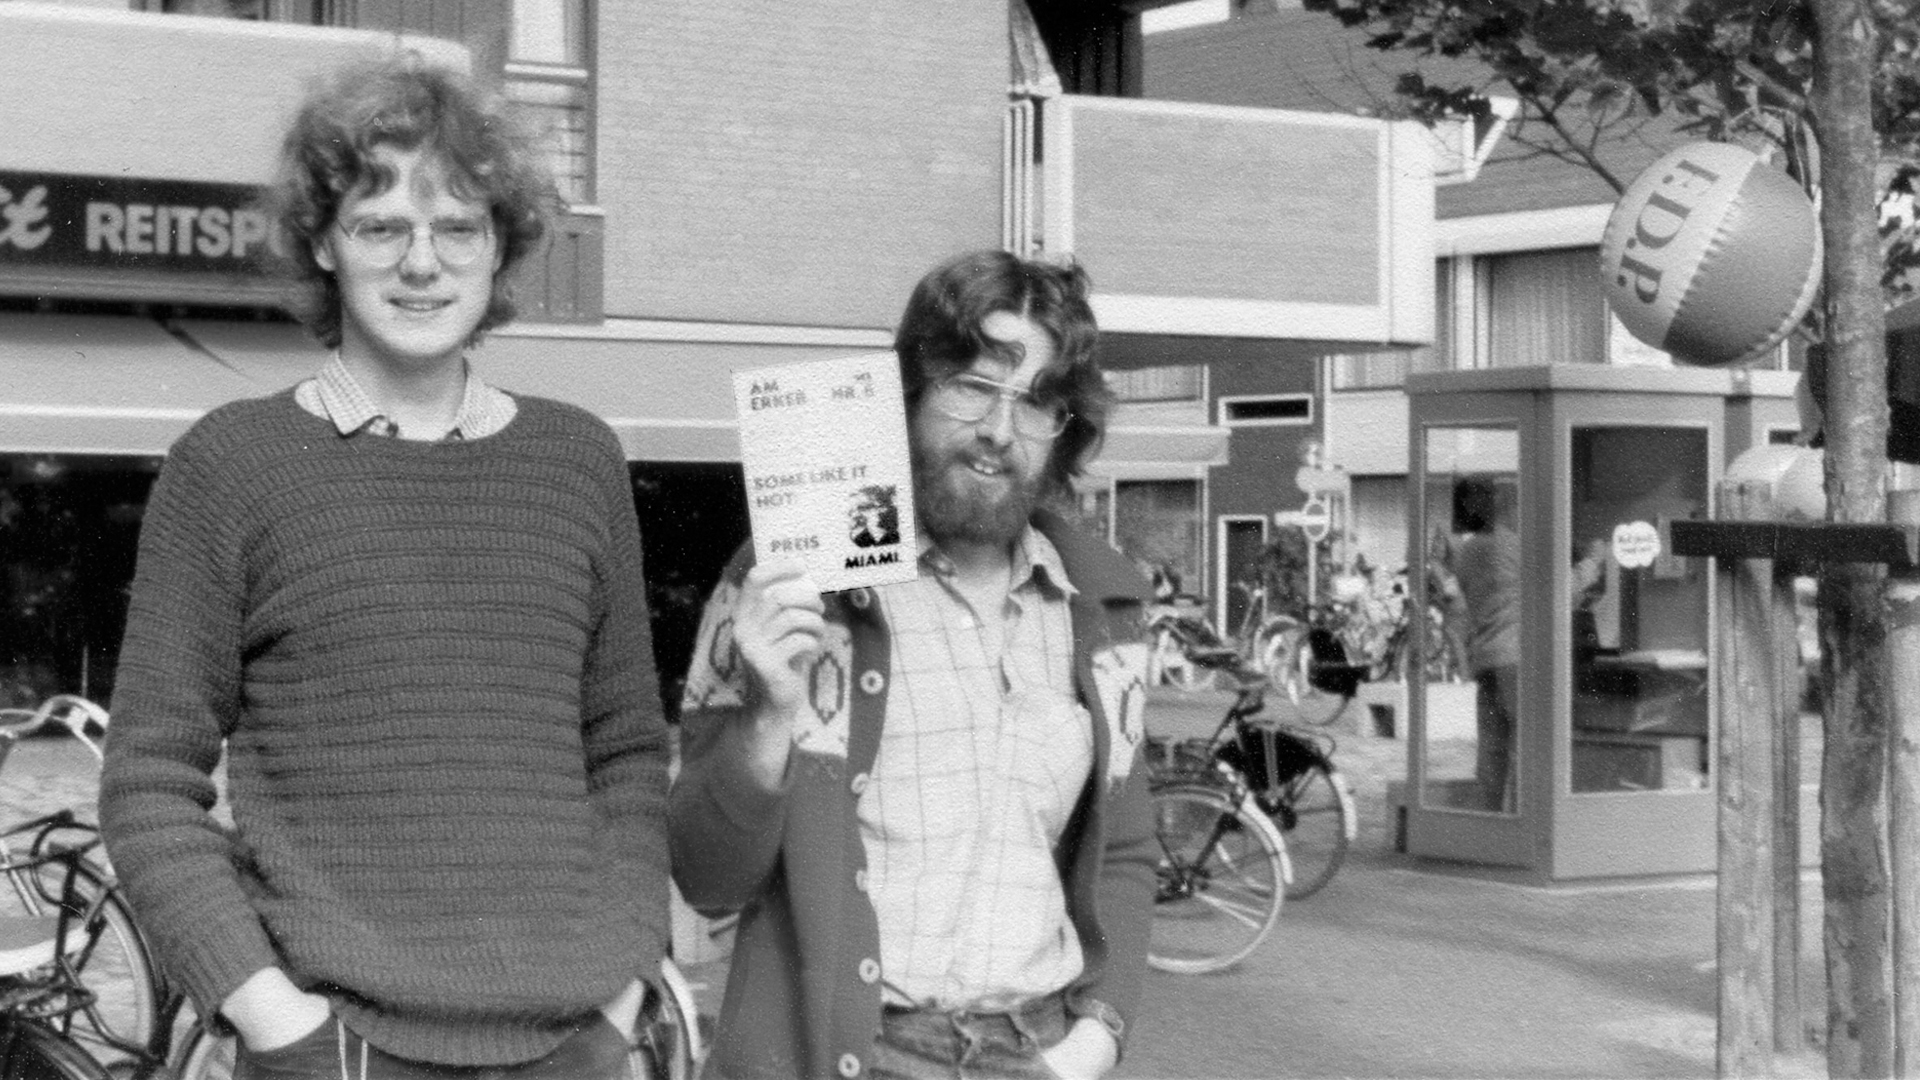 REITSP
F.D.P.
AM
ERKER NR. 6
SOME LIKE IT
HOT
PREIS
MIAMI